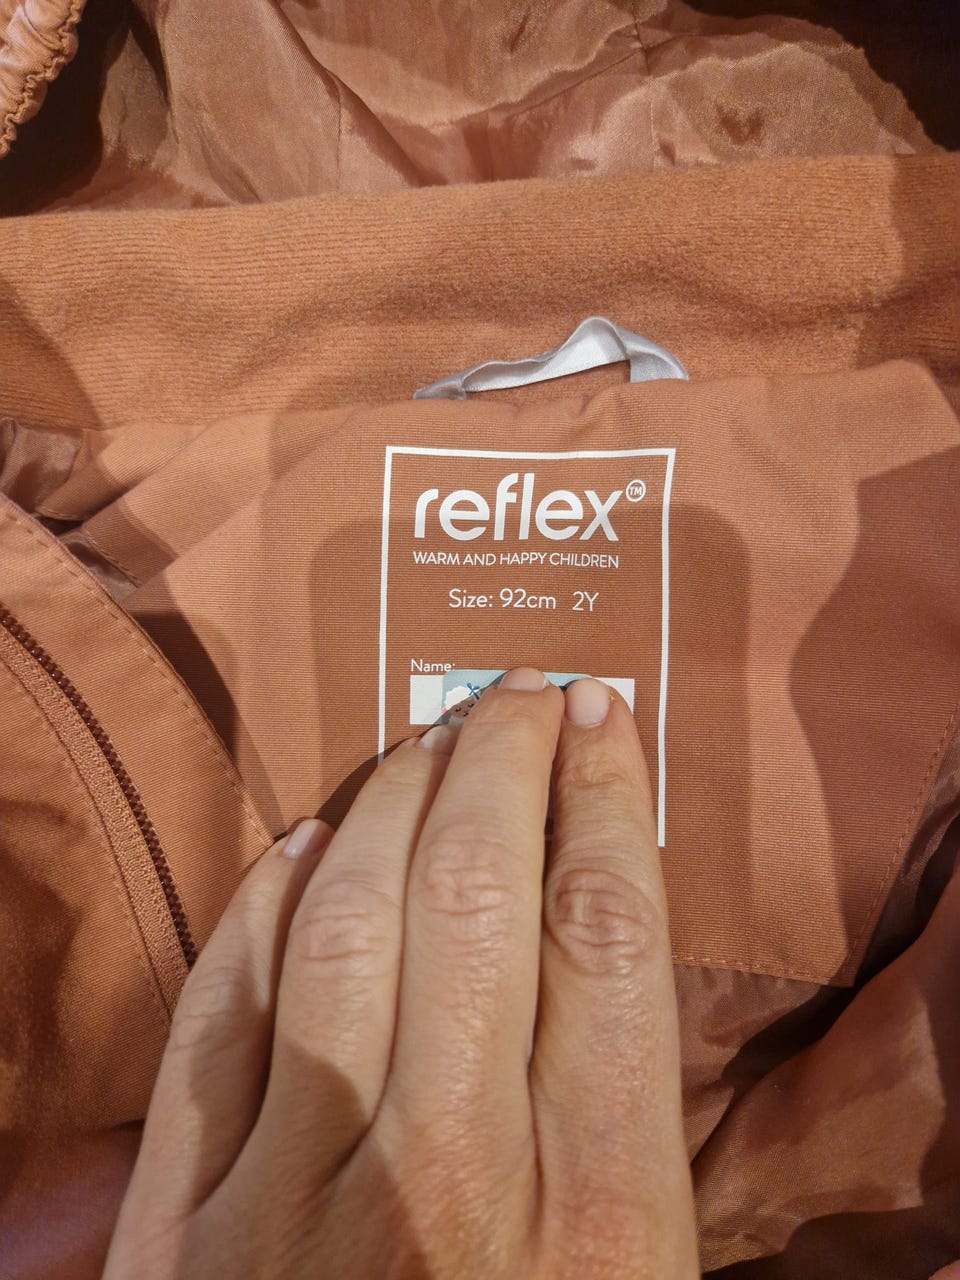 reflex™
WARM AND HAPPY CHILDREN
Size: 92cm 2Y
Name: